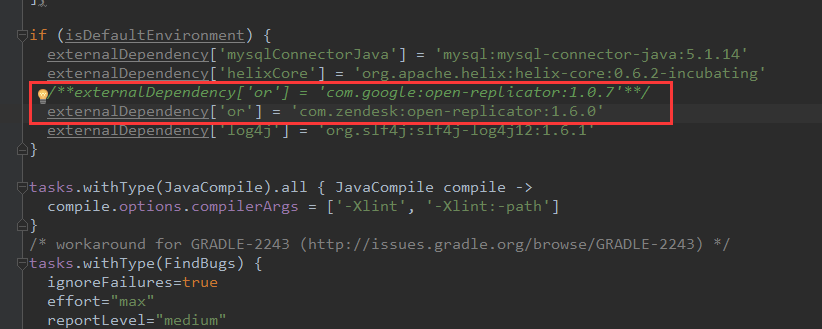 if (isDefaultEnvironment) {
externalDependency['mysqlConnectorJava'] = 'mysql:mysql-connector-java:5.1.14'
externalDependency['helixCore'] = 'org.apache.helix:helix-core:0.6.2-incubating'
/**externalDependency['or'] = 'com.google:open-replicator:1.0.7'**/
externalDependency['or'] = 'com.zendesk:open-replicator:1.6.0'
externalDependency['log4j'] = 'org.slf4j:slf4j-log4j12:1.6.1'
}
tasks.withType(JavaCompile).all { JavaCompile compile ->
compile.options.compilerArgs = ['-Xlint', '-Xlint:-path']
}
/* workaround for GRADLE-2243 (http://issues.gradle.org/browse/GRADLE-2243) */
tasks.withType(FindBugs) {
ignoreFailures=true
effort="max"
reportLevel="medium"